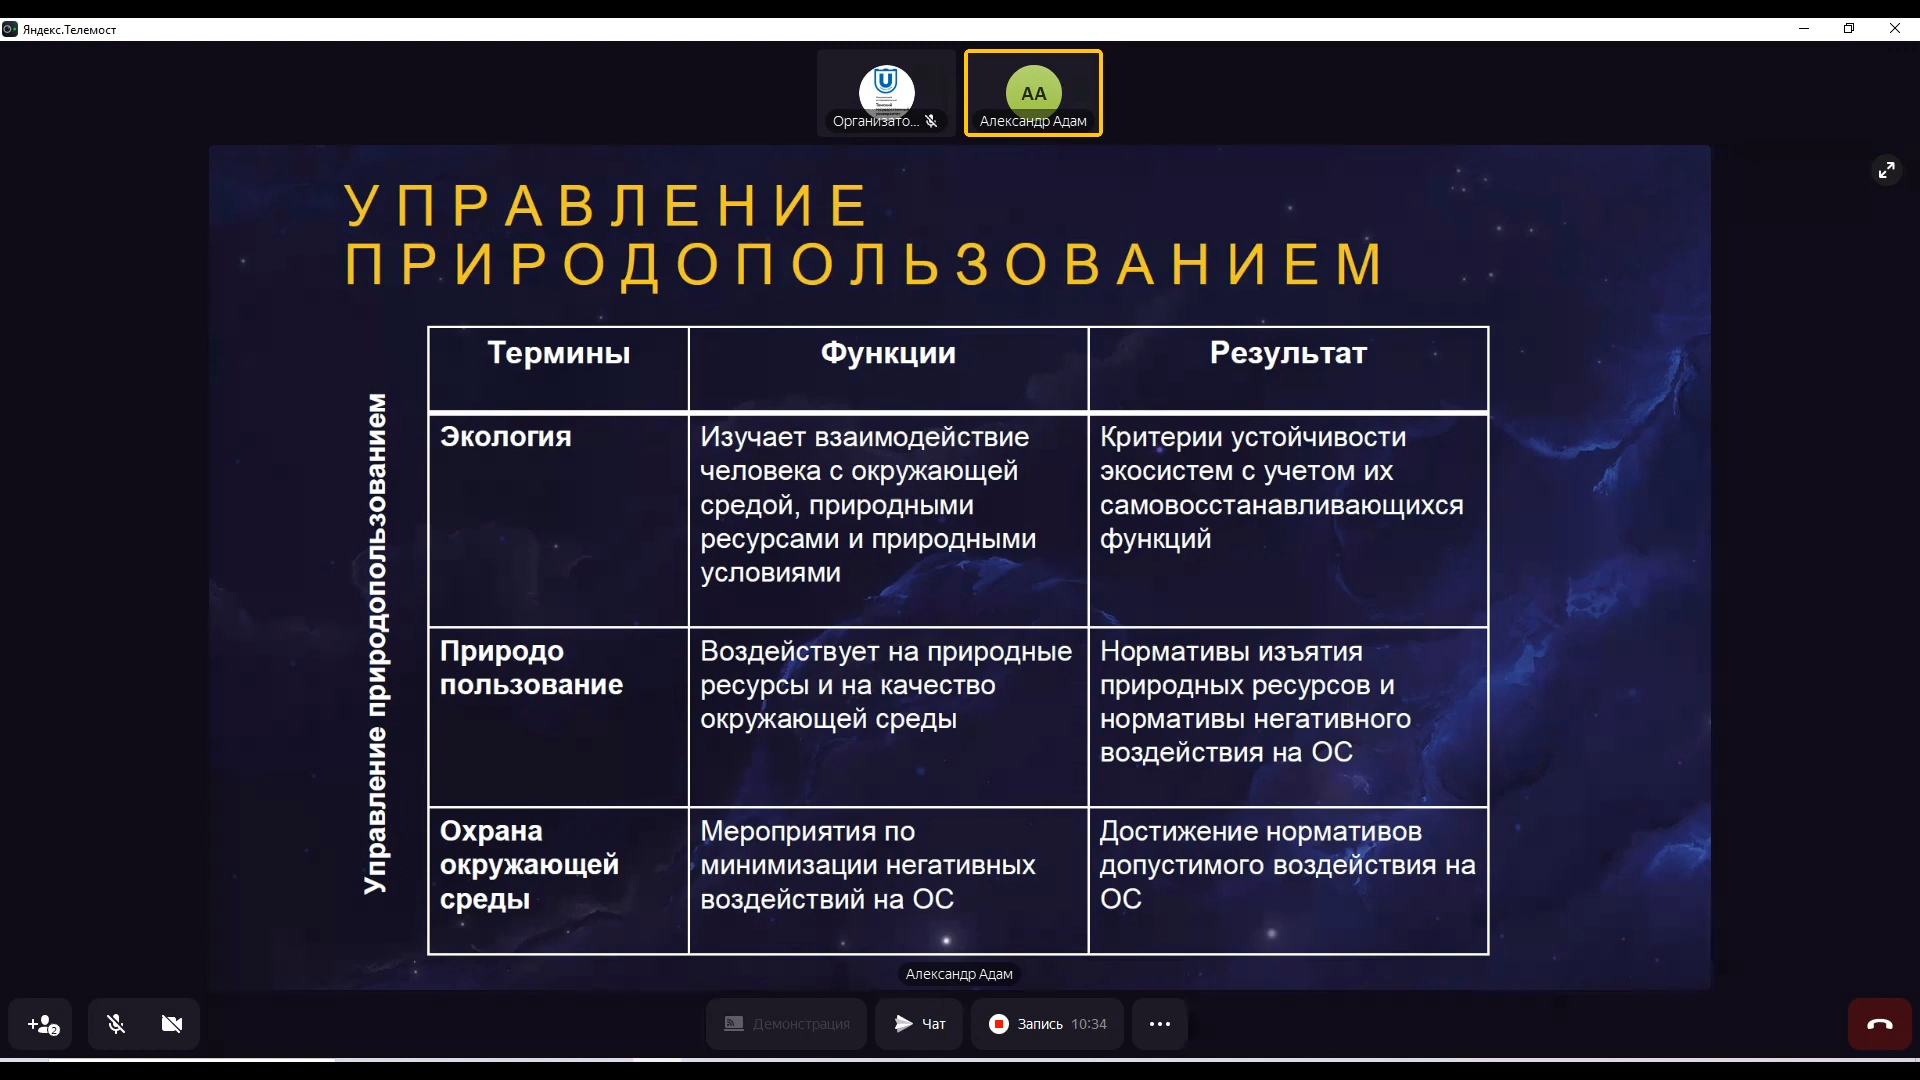 Яндекс.Телемост
Организато...
АА
Александр Адам
УПРАВЛЕНИЕ
ПРИРОДОПОЛЬЗОВАНИЕМ
Управление природопользованием
Термины
Функции
Результат
Экология
Изучает взаимодействие
человека с окружающей
средой, природными
ресурсами и природными
условиями
Критерии устойчивости
экосистем с учетом их
самовосстанавливающихся
функций
Природо
пользование
Воздействует на природные
ресурсы и на качество
окружающей среды
Нормативы изъятия
природных ресурсов и
нормативы негативного
воздействия на ОС
Охрана
окружающей
среды
Мероприятия по
минимизации негативных
воздействий на ОС
Достижение нормативов
допустимого воздействия на
ОС
Александр Адам
2
Демонстрация
Чат
Запись 10:34